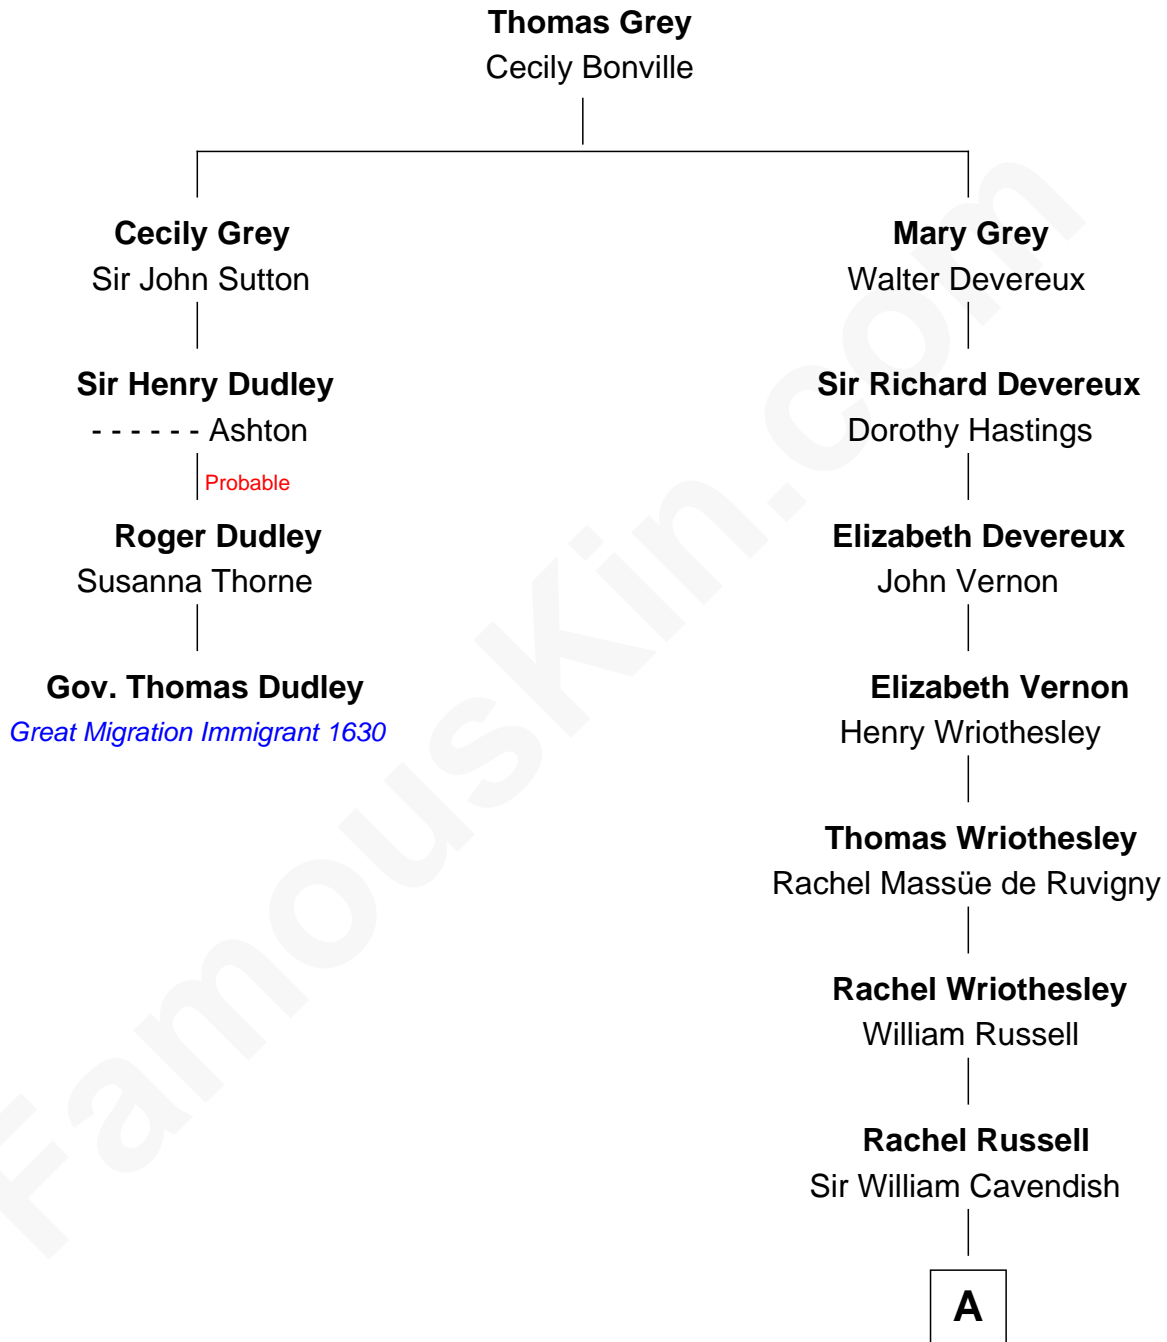 Thomas Grey
Cecily Bonville
Cecily Grey
Sir John Sutton
Mary Grey
Walter Devereux
Sir Henry Dudley
- - - - - - Ashton
Probable
Sir Richard Devereux
Dorothy Hastings
Roger Dudley
Susanna Thorne
Elizabeth Devereux
John Vernon
Gov. Thomas Dudley
Great Migration Immigrant 1630
Elizabeth Vernon
Henry Wriothesley
Thomas Wriothesley
Rachel Massüe de Ruvigny
Rachel Wriothesley
William Russell
Rachel Russell
Sir William Cavendish
A
FamousKin.com